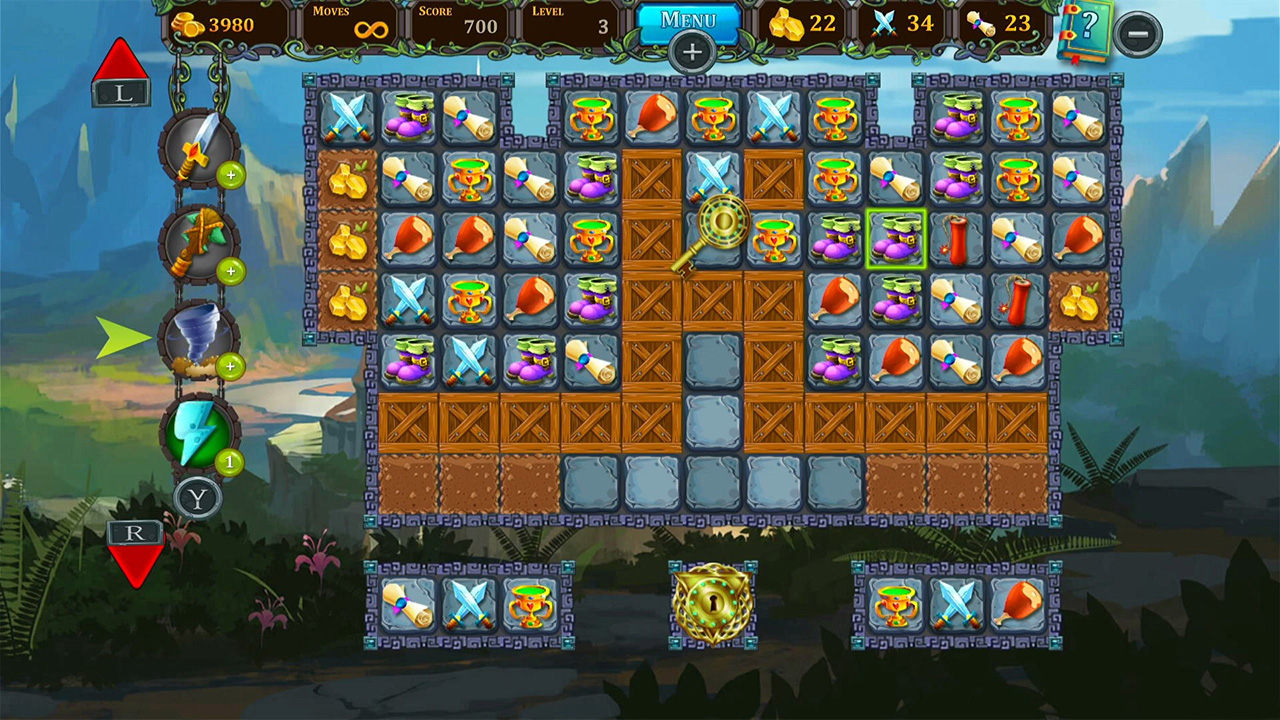 3980
MOVES
∞
SCORE
700
LEVEL
3
MENU
+
22
34
23
?
−
L
+
+
+
1
Y
R